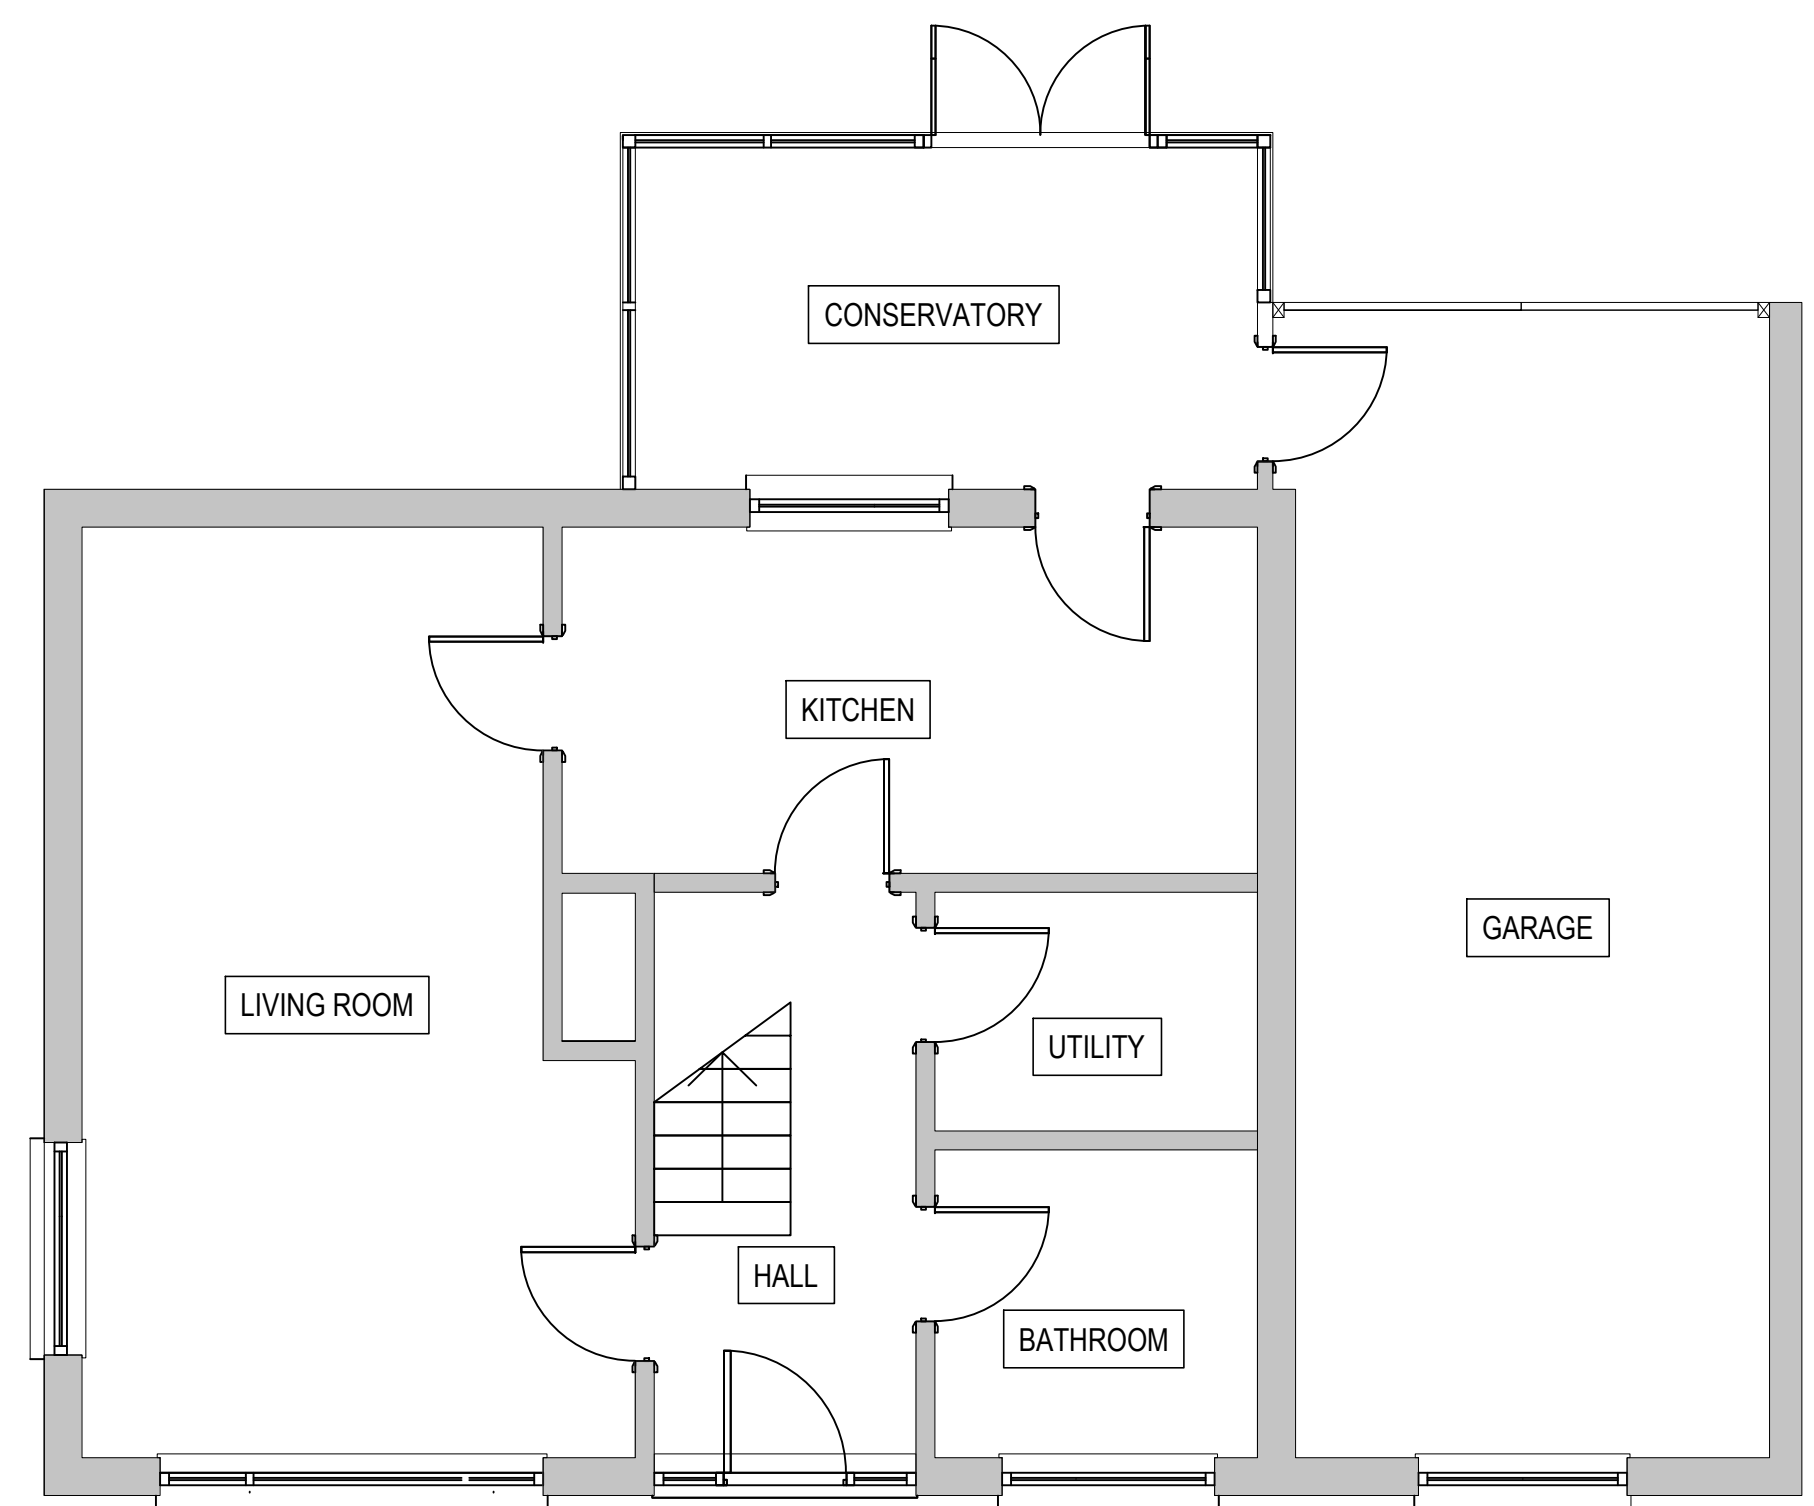 CONSERVATORY
KITCHEN
GARAGE
LIVING ROOM
UTILITY
HALL
BATHROOM